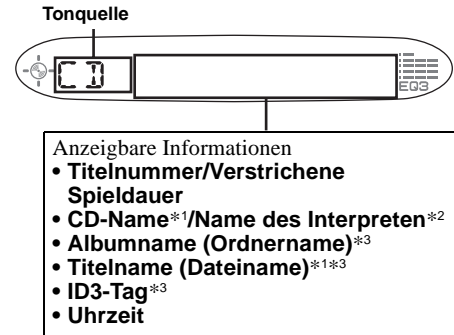 Tonquelle
CD
EQ3
Anzeigbare Informationen
• Titelnummer/Verstrichene
Spieldauer
• CD-Name*1/Name des Interpreten*2
• Albumname (Ordnername)*3
• Titelname (Dateiname)*1*3
• ID3-Tag*3
• Uhrzeit